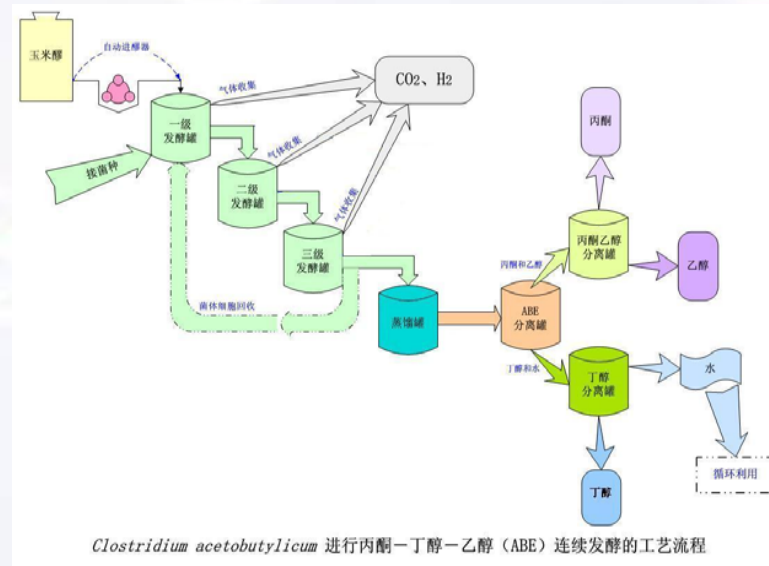 玉米醪
自动进醪器
CO2、H2
气体收集
一级
发酵罐
接菌种
气体收集
二级
发酵罐
气体收集
三级
发酵罐
菌体细胞回收
蒸馏罐
ABE
分离罐
丙酮和乙醇
丙酮
丙酮乙醇
分离罐
乙醇
丁醇和水
丁醇
分离罐
水
循环利用
丁醇
Clostridium acetobutylicum 进行丙酮—丁醇—乙醇（ABE）连续发酵的工艺流程